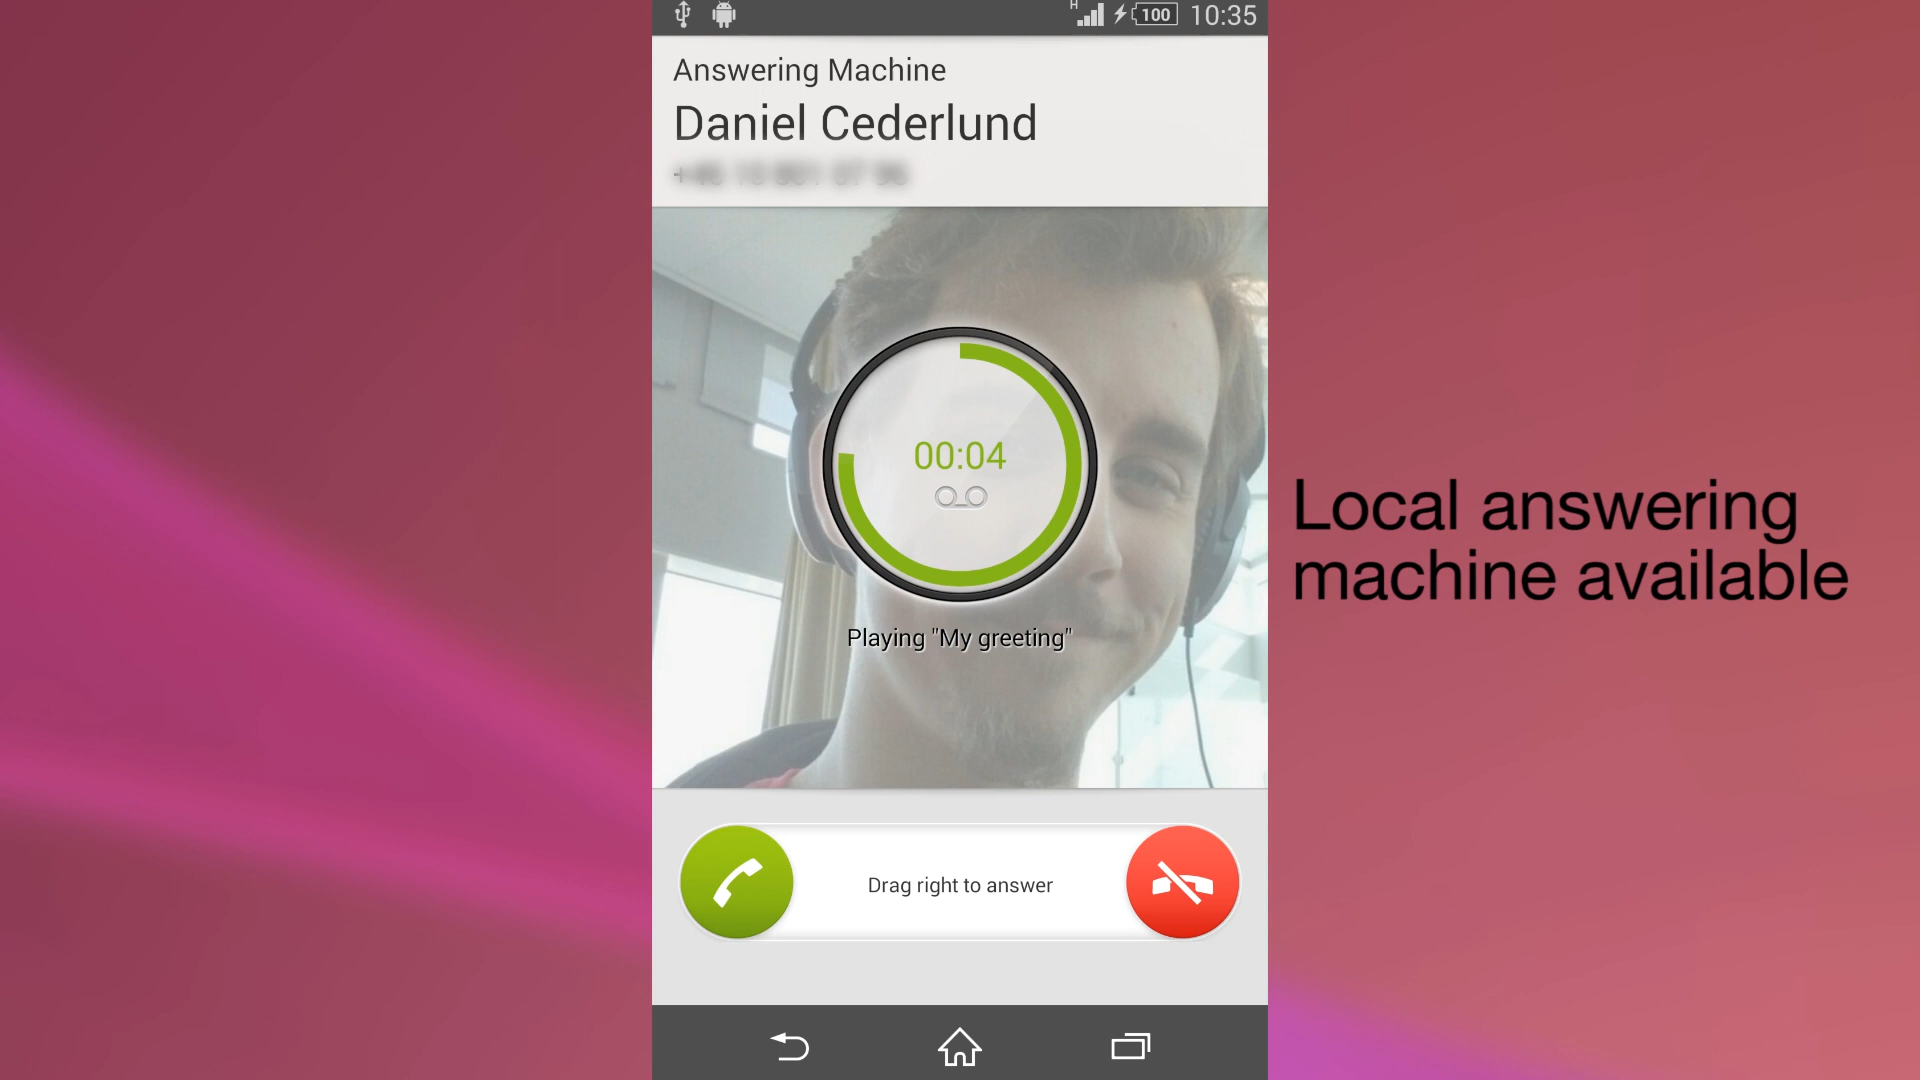 H
100
10:35
Answering Machine
Daniel Cederlund
00:04
Playing "My greeting"
Drag right to answer
Local answering
machine available